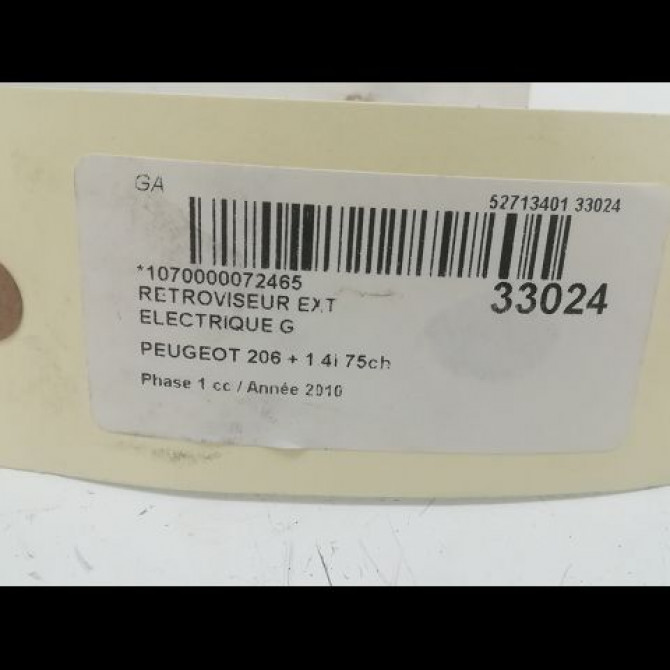 GA
52713401 33024
*1070000072465
33024
RETROVISEUR EXT
ELECTRIQUE G
PEUGEOT 206 + 1.4i 75ch
Phase 1 cc / Année 2010